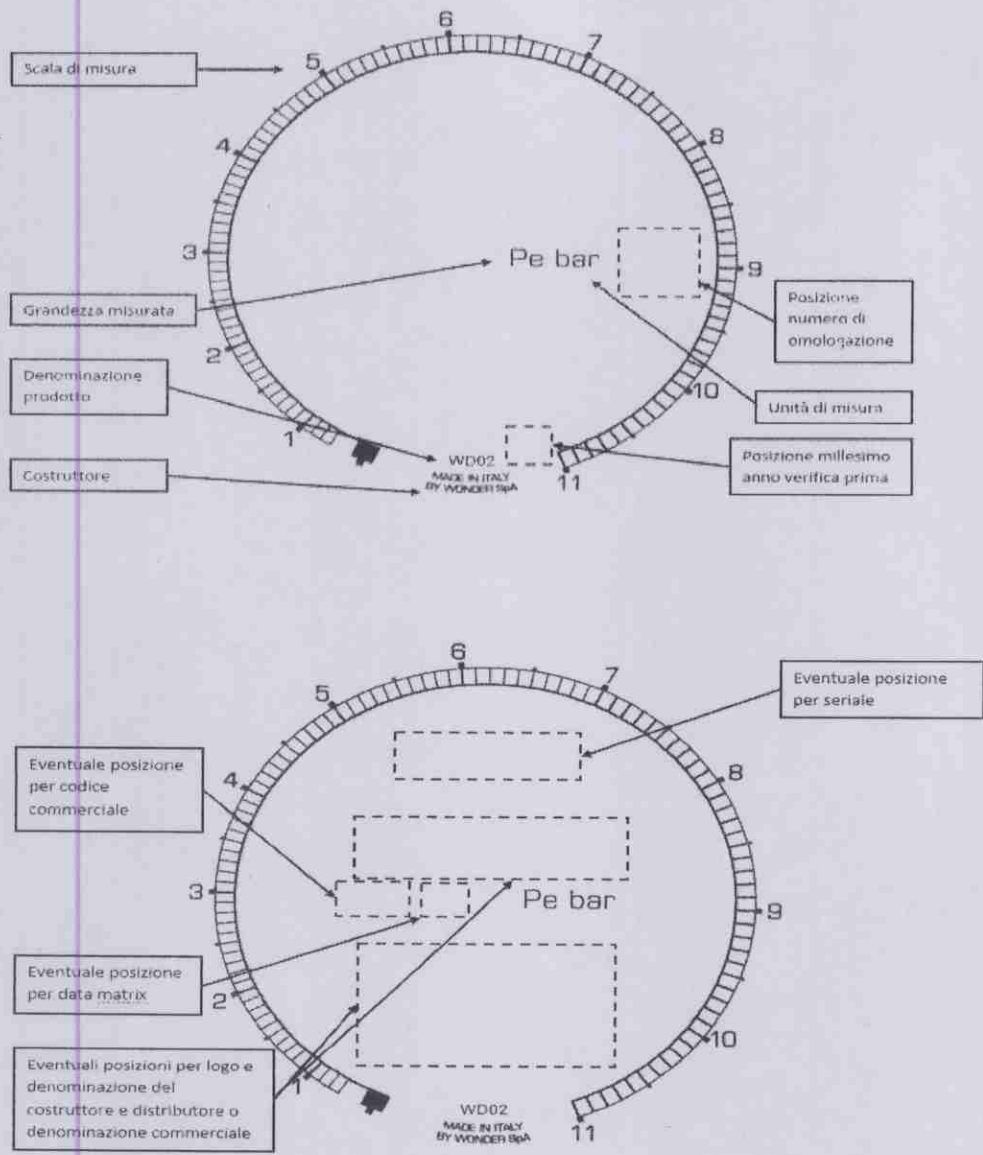 6
7
5
Scala di misura
8
4
3
Pe bar
9
Grandezza misurata
Posizione
numero di
omologazione
2
Denominazione
prodotto
10
Unità di misura
1
WD02
MADE IN ITALY
BY WONDER SpA
11
Costruttore
Posizione millesimo
anno verifica prima
6
7
5
Eventuale posizione
per seriale
Eventuale posizione
per codice
commerciale
4
8
3
Pe bar
9
Eventuale posizione
per data matrix
2
10
Eventuali posizioni per logo e
denominazione del
costruttore e distributore o
denominazione commerciale
1
WD02
MADE IN ITALY
BY WONDER SpA
11